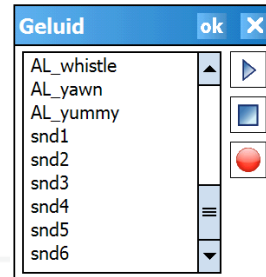 Geluid ok
AL_whistle
AL_yawn
AL_yummy
snd1
snd2
snd3
snd4
snd5
snd6